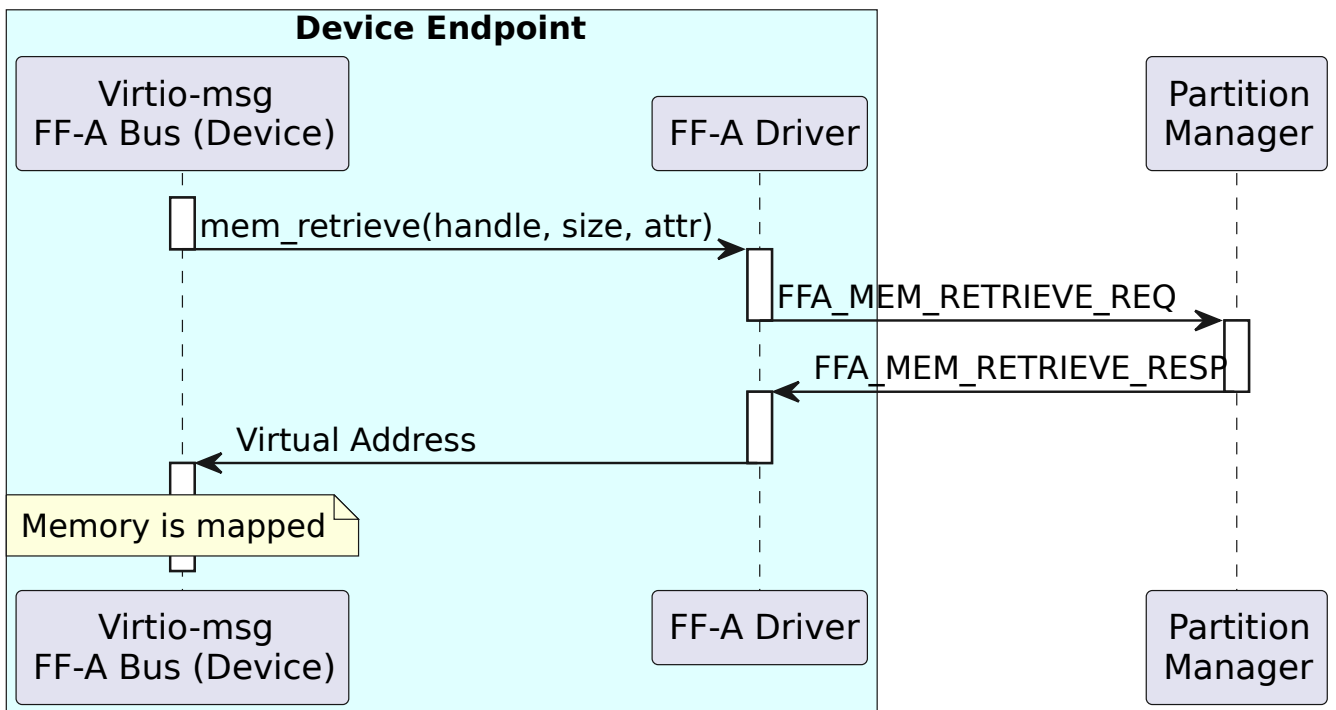 Device Endpoint
Virtio-msg
FF-A Bus (Device)
FF-A Driver
Partition
Manager
mem_retrieve(handle, size, attr)
FFA_MEM_RETRIEVE_REQ
FFA_MEM_RETRIEVE_RESP
Virtual Address
Memory is mapped
Virtio-msg
FF-A Bus (Device)
FF-A Driver
Partition
Manager